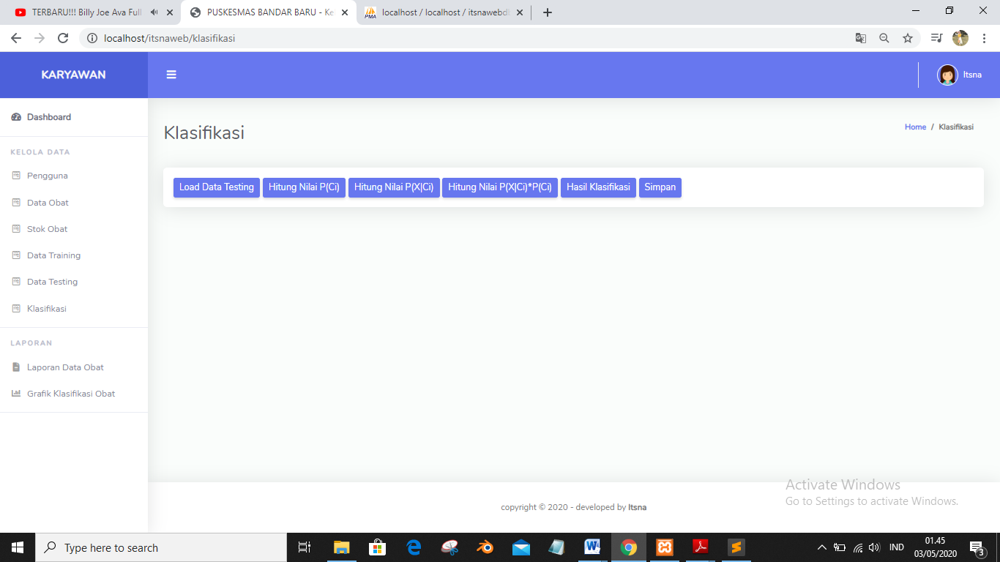 TERBARU!!! Billy Joe Ava Full
PUSKESMAS BANDAR BARU - Ke
PMA
localhost / localhost / itsnawebd
localhost/itsnaweb/klasifikasi
KARYAWAN
Itsna
Dashboard
KELOLA DATA
Pengguna
Data Obat
Stok Obat
Data Training
Data Testing
Klasifikasi
LAPORAN
Laporan Data Obat
Grafik Klasifikasi Obat
Klasifikasi
Home / Klasifikasi
Load Data Testing
Hitung Nilai P(Ci)
Hitung Nilai P(X|Ci)
Hitung Nilai P(X|Ci)*P(Ci)
Hasil Klasifikasi
Simpan
Activate Windows
Go to Settings to activate Windows.
copyright © 2020 - developed by Itsna
Type here to search
IND
01.45
03/05/2020
3